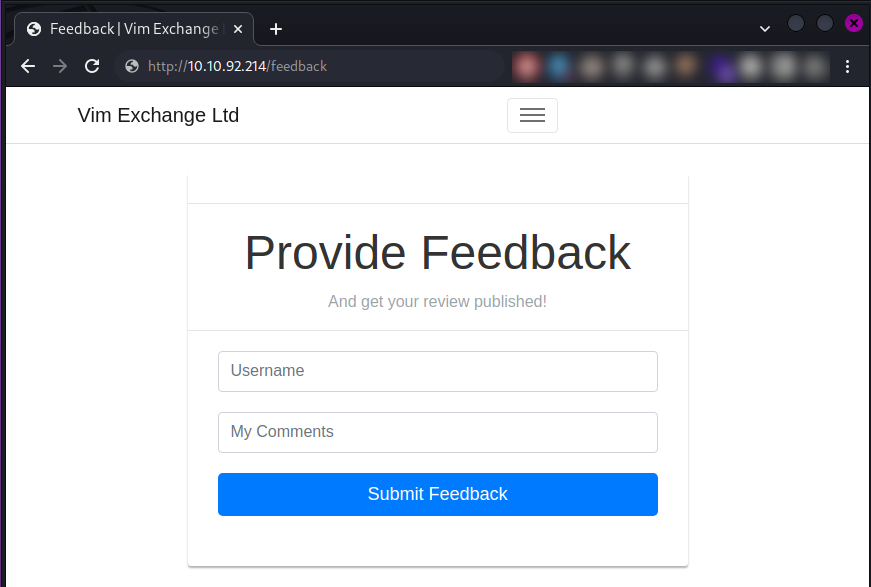 Feedback | Vim Exchange
http://10.10.92.214/feedback
Vim Exchange Ltd
Provide Feedback
And get your review published!
Username
My Comments
Submit Feedback